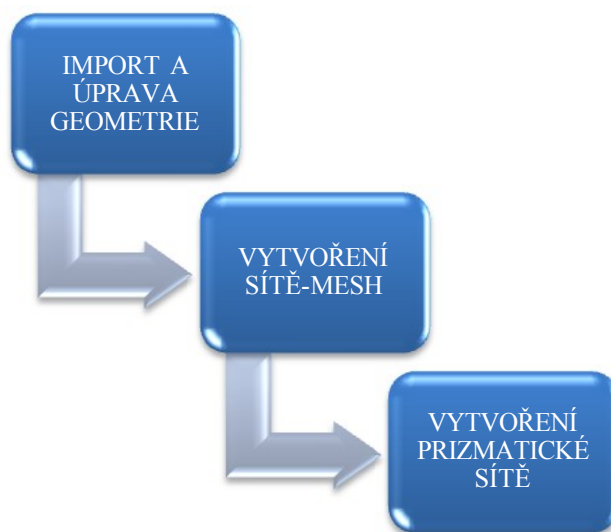 IMPORT A
ÚPRAVA
GEOMETRIE
VYTVOŘENÍ
SÍTĚ-MESH
VYTVOŘENÍ
PRIZMATICKÉ
SÍTĚ